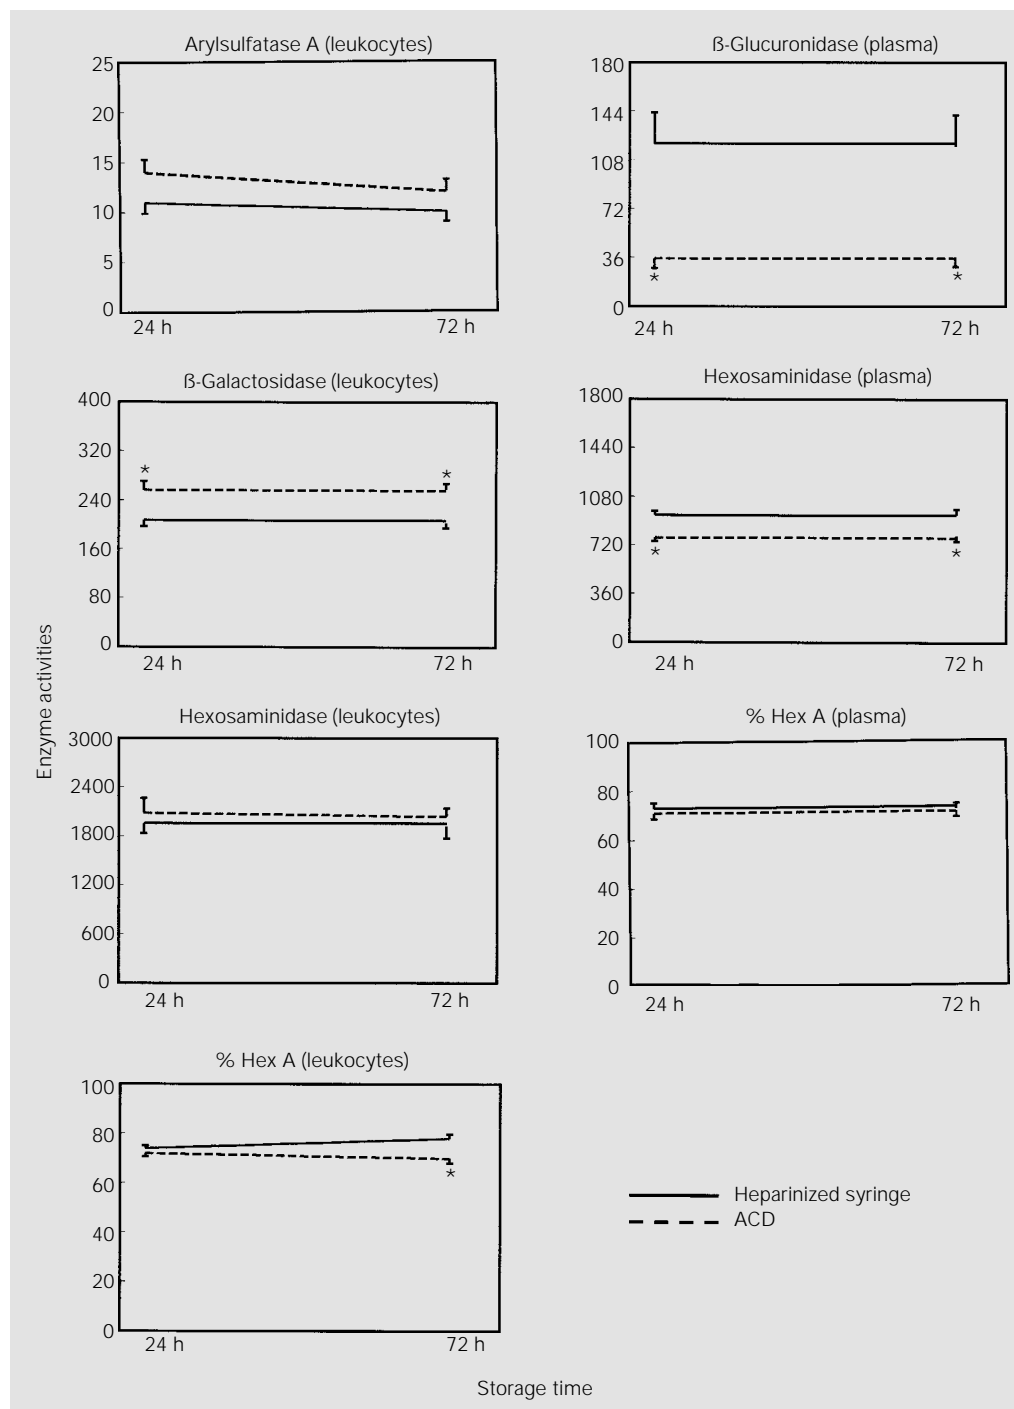 Arylsulfatase A (leukocytes)
25
20
15
10
5
0
24 h 72 h
ß-Glucuronidase (plasma)
180
144
108
72
36
0
* *
24 h 72 h
ß-Galactosidase (leukocytes)
400
320
240
160
80
0
* *
24 h 72 h
Hexosaminidase (plasma)
1800
1440
1080
720
360
0
* *
24 h 72 h
Enzyme activities
Hexosaminidase (leukocytes)
3000
2400
1800
1200
600
0
24 h 72 h
% Hex A (plasma)
100
80
60
40
20
0
24 h 72 h
% Hex A (leukocytes)
100
80
60
40
20
0
*
24 h 72 h
Heparinized syringe
ACD
Storage time